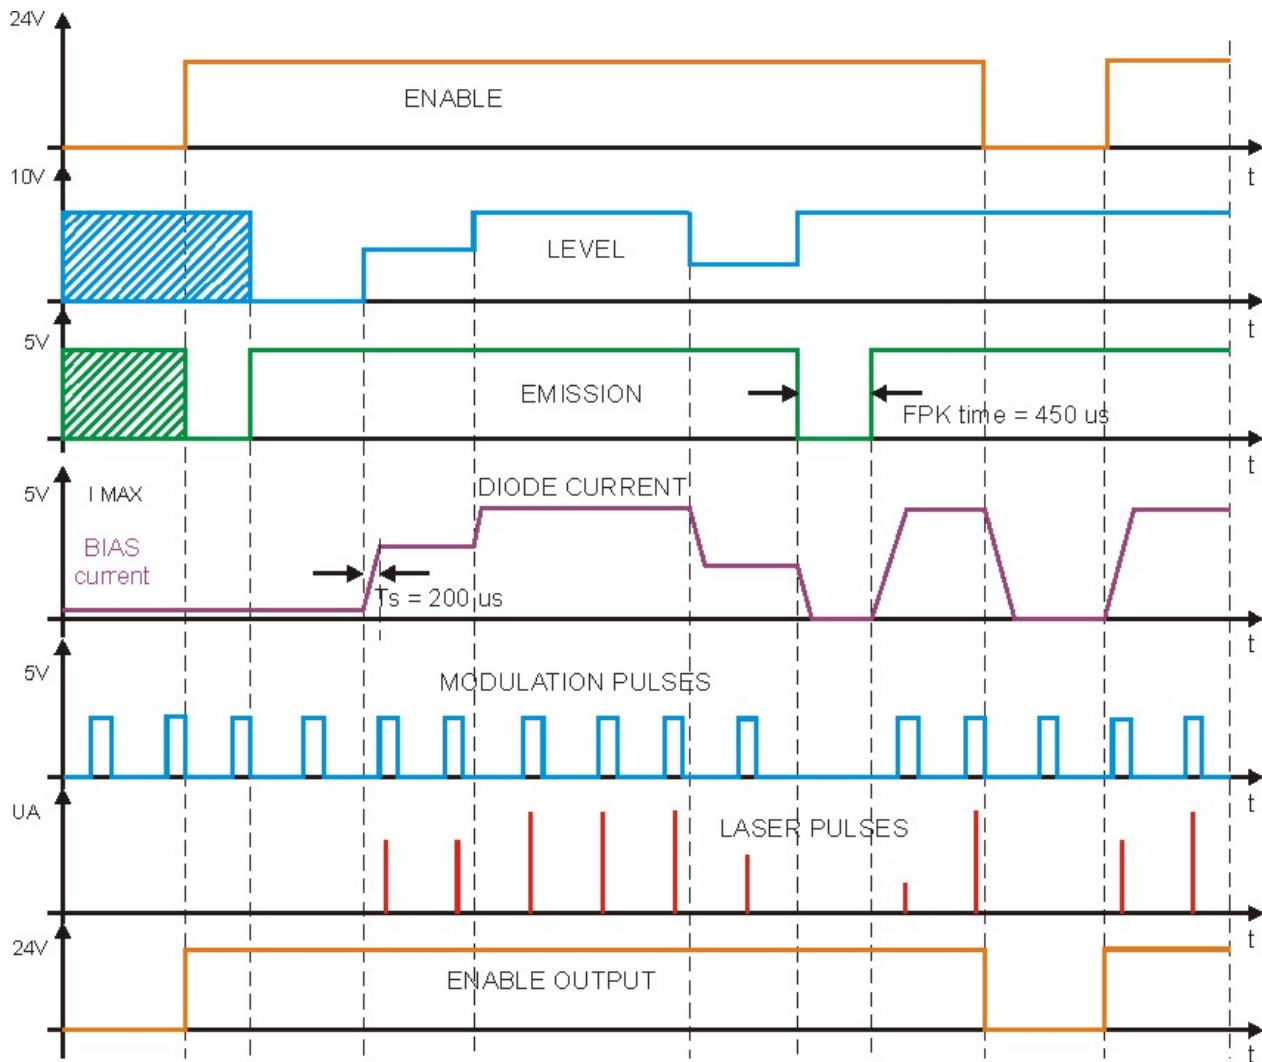 24V
ENABLE
t
10V
LEVEL
t
5V
EMISSION
FPK time = 450 us
t
5V
I MAX
DIODE CURRENT
BIAS
current
Ts = 200 us
t
5V
MODULATION PULSES
t
UA
LASER PULSES
t
24V
ENABLE OUTPUT
t